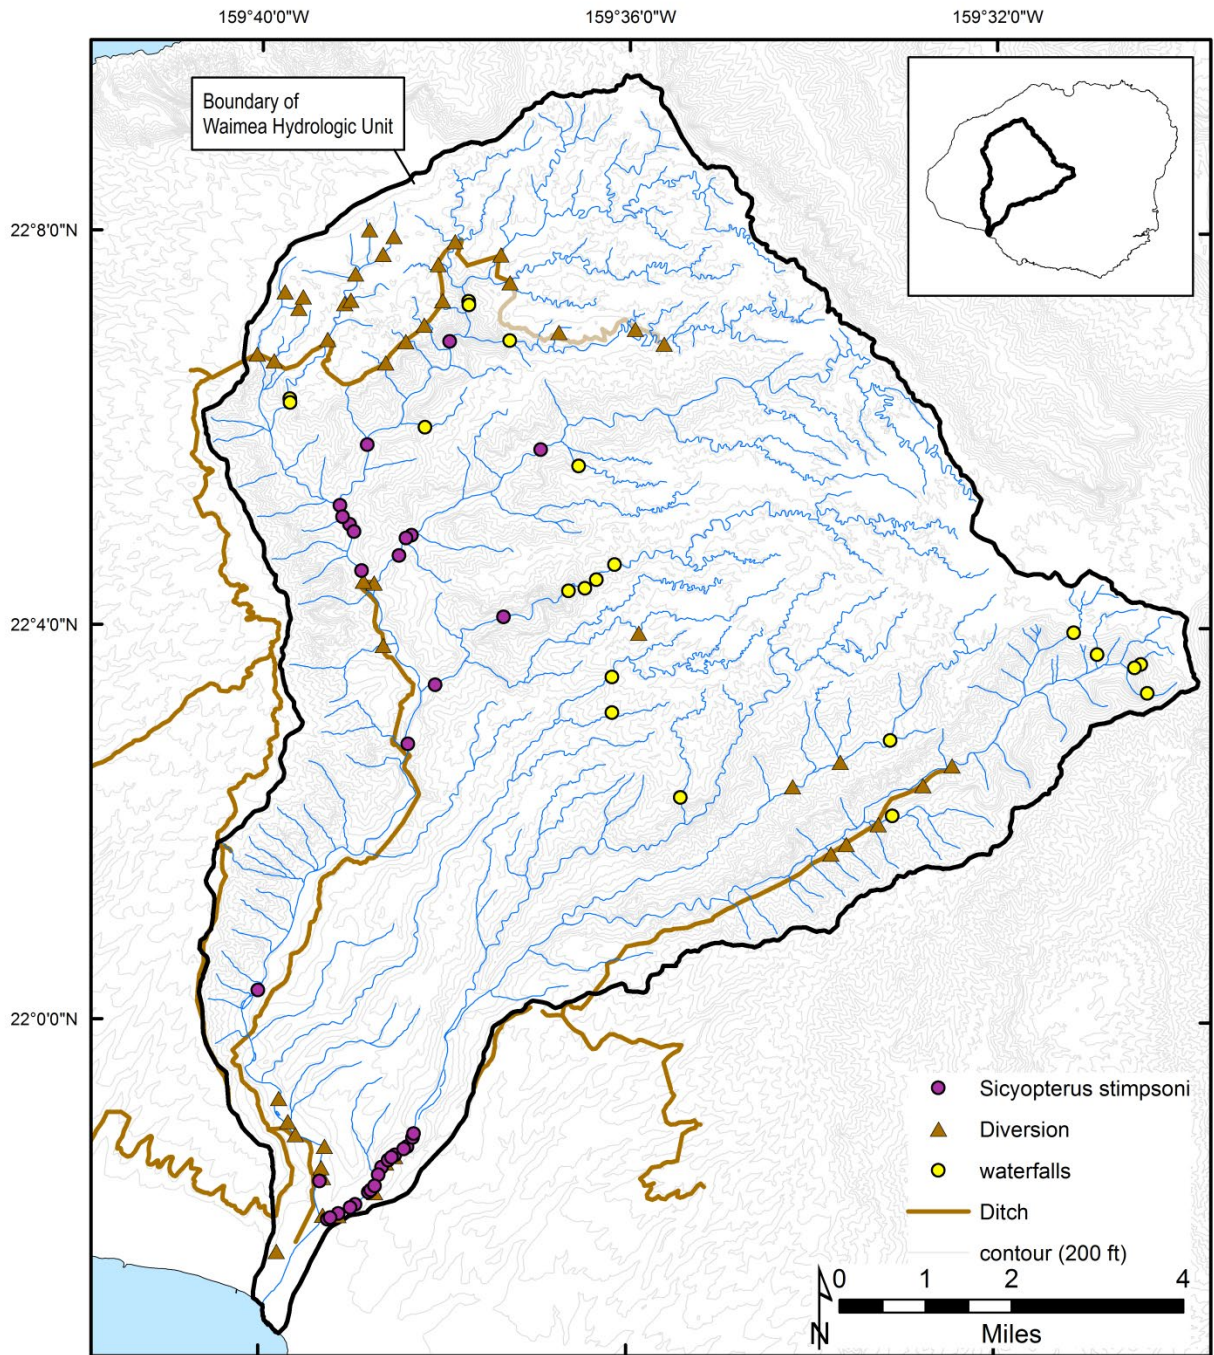 159°40'0"W
159°36'0"W
159°32'0"W
Boundary of
Waimea Hydrologic Unit
22°8'0"N
22°4'0"N
22°0'0"N
Sicyopterus stimpsoni
Diversion
waterfalls
Ditch
contour (200 ft)
0 1 2 4
Miles
N